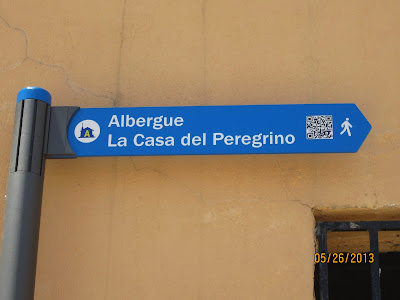 Albergue
La Casa del Peregrino
05/26/2013